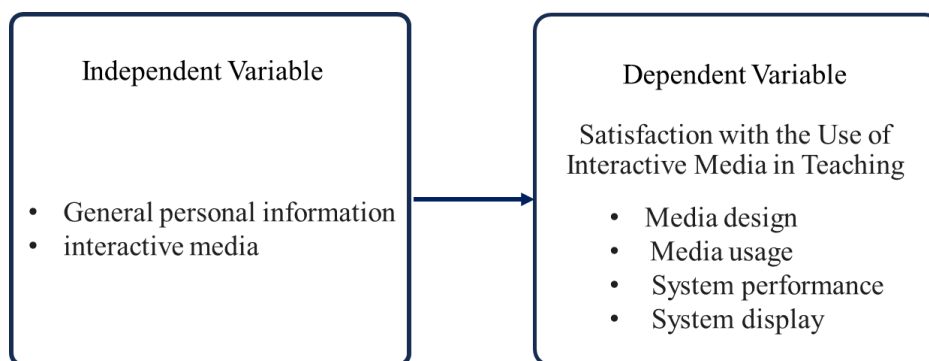 Independent Variable
• General personal information
• interactive media
Dependent Variable
Satisfaction with the Use of
Interactive Media in Teaching
• Media design
• Media usage
• System performance
• System display